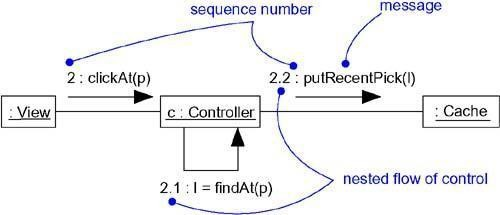 sequence number
message
2 : clickAt(p)
2.2 : putRecentPick(l)
: View
c : Controller
: Cache
2.1 : l = findAt(p)
nested flow of control